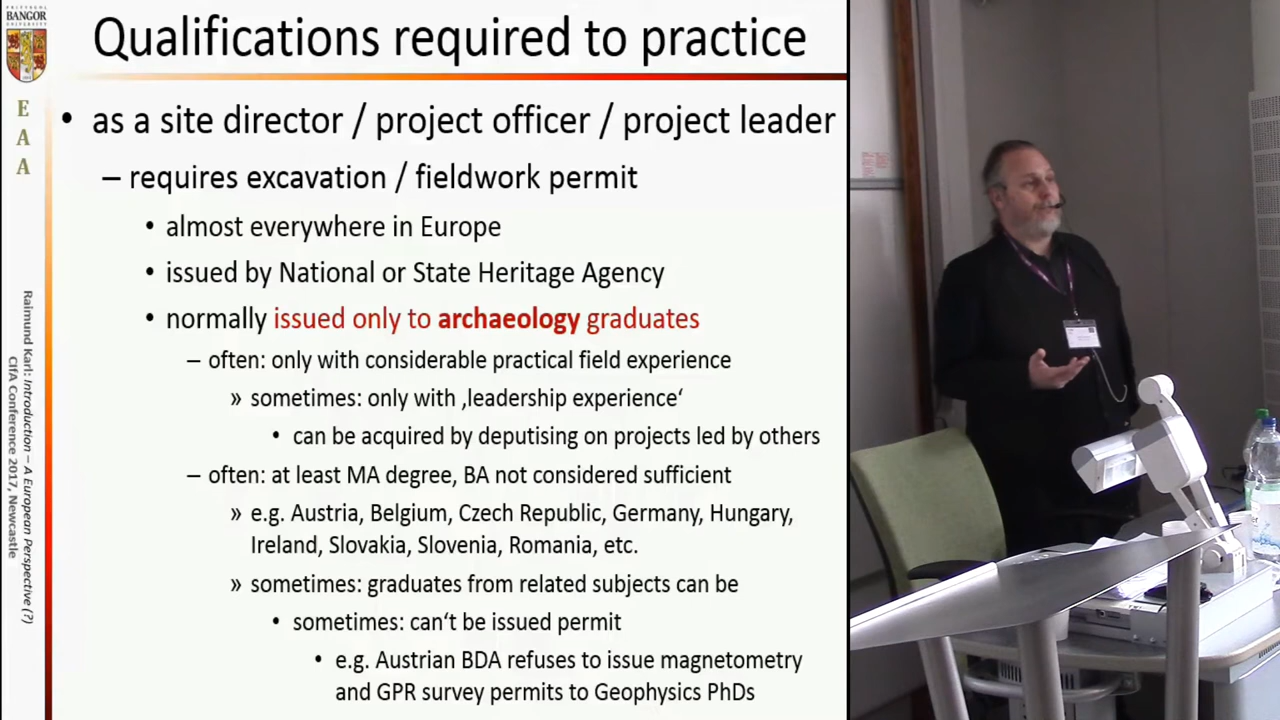 PRIFYSGOL
BANGOR
UNIVERSITY
E
A
A
Raimund Karl: Introduction – A European Perspective (?)
CIfA Conference 2017, Newcastle
Qualifications required to practice
• as a site director / project officer / project leader
– requires excavation / fieldwork permit
• almost everywhere in Europe
• issued by National or State Heritage Agency
• normally issued only to archaeology graduates
– often: only with considerable practical field experience
» sometimes: only with ‚leadership experience‘
• can be acquired by deputising on projects led by others
– often: at least MA degree, BA not considered sufficient
» e.g. Austria, Belgium, Czech Republic, Germany, Hungary,
Ireland, Slovakia, Slovenia, Romania, etc.
» sometimes: graduates from related subjects can be
• sometimes: can‘t be issued permit
• e.g. Austrian BDA refuses to issue magnetometry
and GPR survey permits to Geophysics PhDs